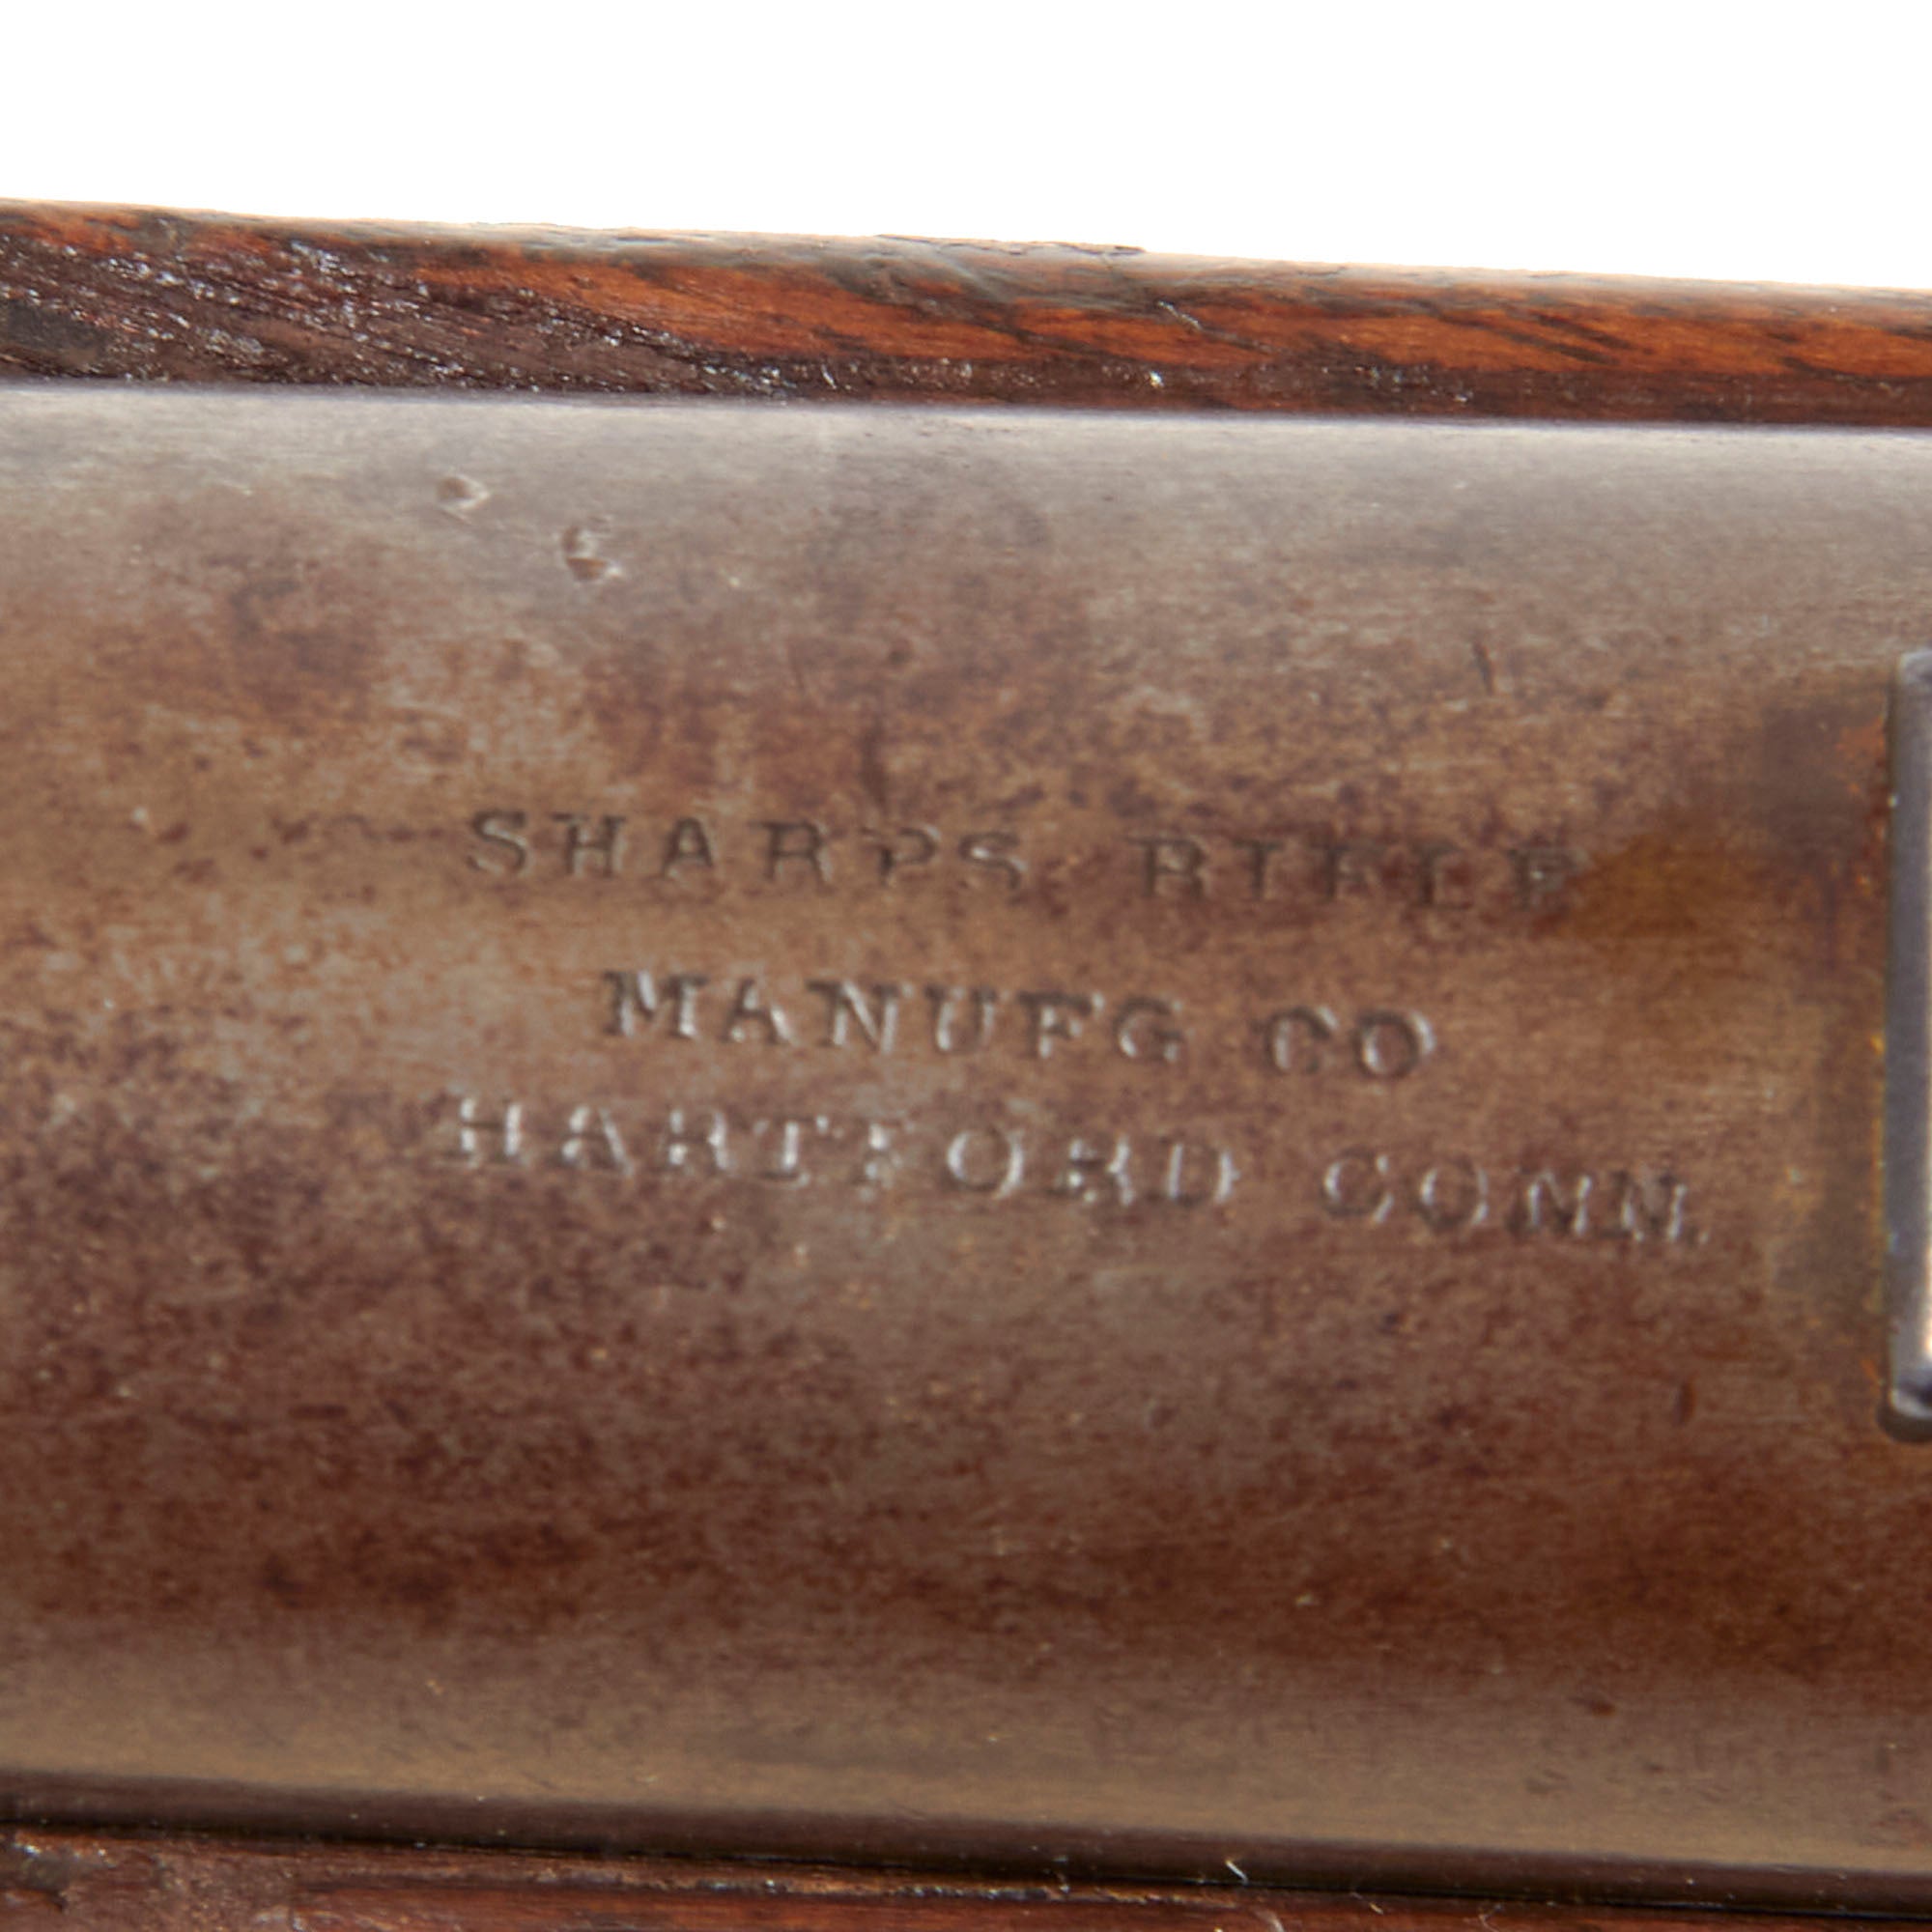 SHARPS RIFLE
MANUFG CO
HARTFORD CONN.